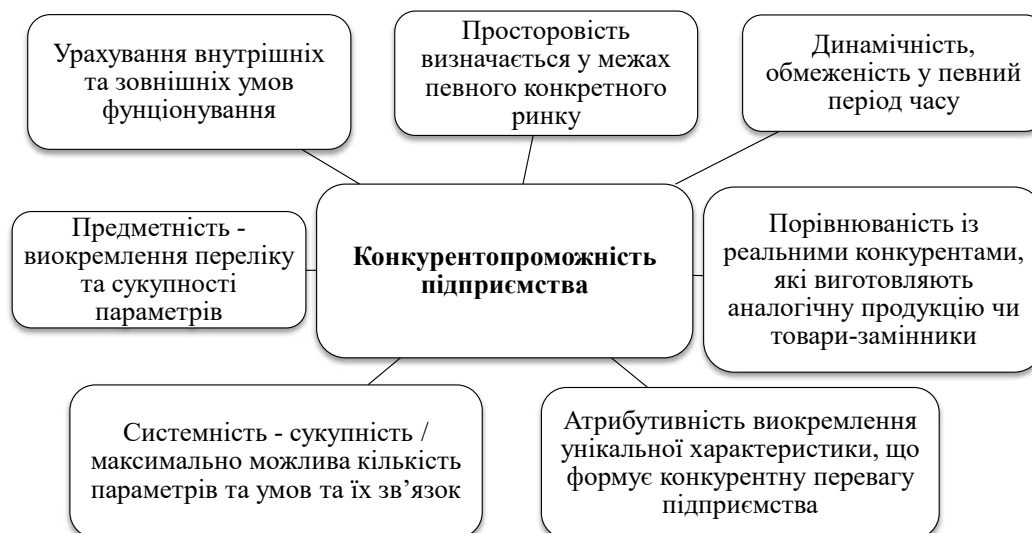 Урахування внутрішніх
та зовнішніх умов
фунціонування
Просторовість
визначається у межах
певного конкретного
ринку
Динамічність,
обмеженість у певний
період часу
Предметність -
виокремлення переліку
та сукупності
параметрів
Конкурентопроможність
підприємства
Порівнюваність із
реальними конкурентами,
які виготовляють
аналогічну продукцію чи
товари-замінники
Системність - сукупність /
максимально можлива кількість
параметрів та умов та їх зв’язок
Атрибутивність виокремлення
унікальної характеристики, що
формує конкурентну перевагу
підприємства